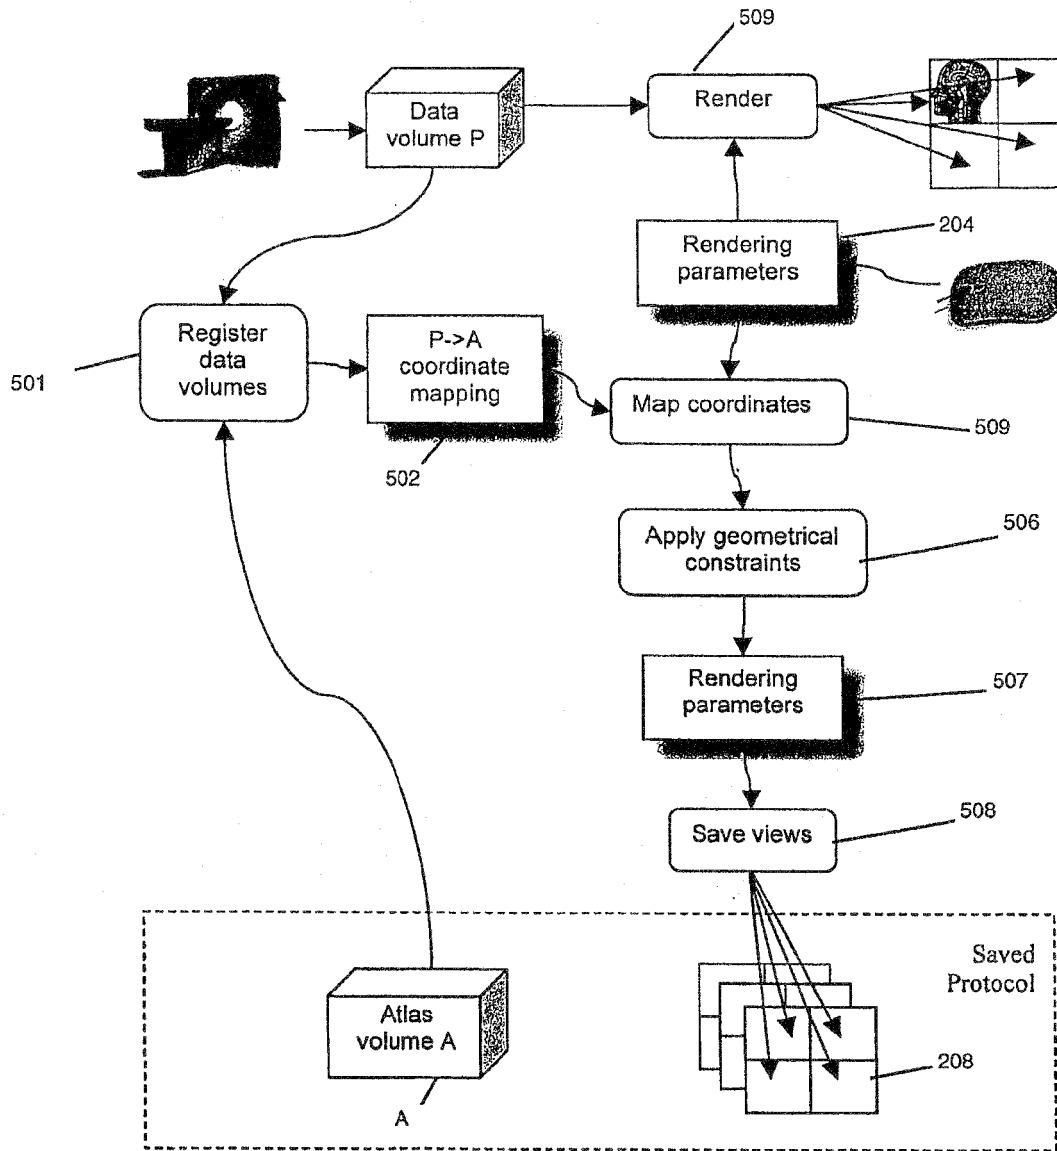 509
Data
volume P
Render
204
Rendering
parameters
Register
data
volumes
501
P->A
coordinate
mapping
502
Map coordinates
509
Apply geometrical
constraints
506
Rendering
parameters
507
Save views
508
Saved
Protocol
Atlas
volume A
A
208